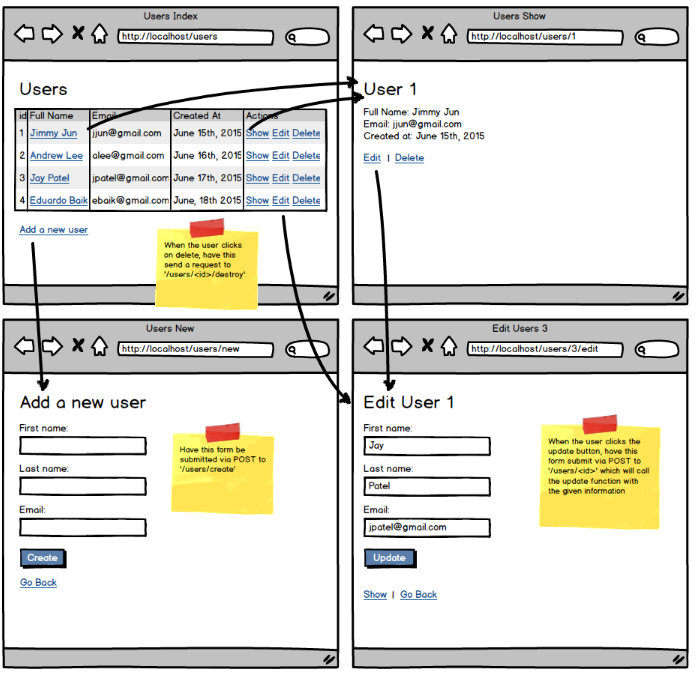 Users Index
http://localhost/users
Users
id Full Name Email Created At Actions
1 Jimmy Jun jjun@gmail.com June 15th, 2015 Show Edit Delete
2 Andrew Lee alee@gmail.com June 16th, 2015 Show Edit Delete
3 Jay Patel jpatel@gmail.com June 17th, 2015 Show Edit Delete
4 Eduardo Baik ebaik@gmail.com June, 18th 2015 Show Edit Delete
Add a new user
When the user clicks
on delete, have this
send a request to
'/users/<id>/destroy'
Users Show
http://localhost/users/1
User 1
Full Name: Jimmy Jun
Email: jjun@gmail.com
Created at: June 15th, 2015
Edit | Delete
Users New
http://localhost/users/new
Add a new user
First name:
Last name:
Email:
Create
Go Back
Have this form be
submitted via POST to
'/users/create'
Edit Users 3
http://localhost/users/3/edit
Edit User 1
First name:
Jay
Last name:
Patel
Email:
jpatel@gmail.com
Update
Show | Go Back
When the user clicks the
update button, have this
form submit via POST to
'/users/<id>' which will call
the update function with
the given information